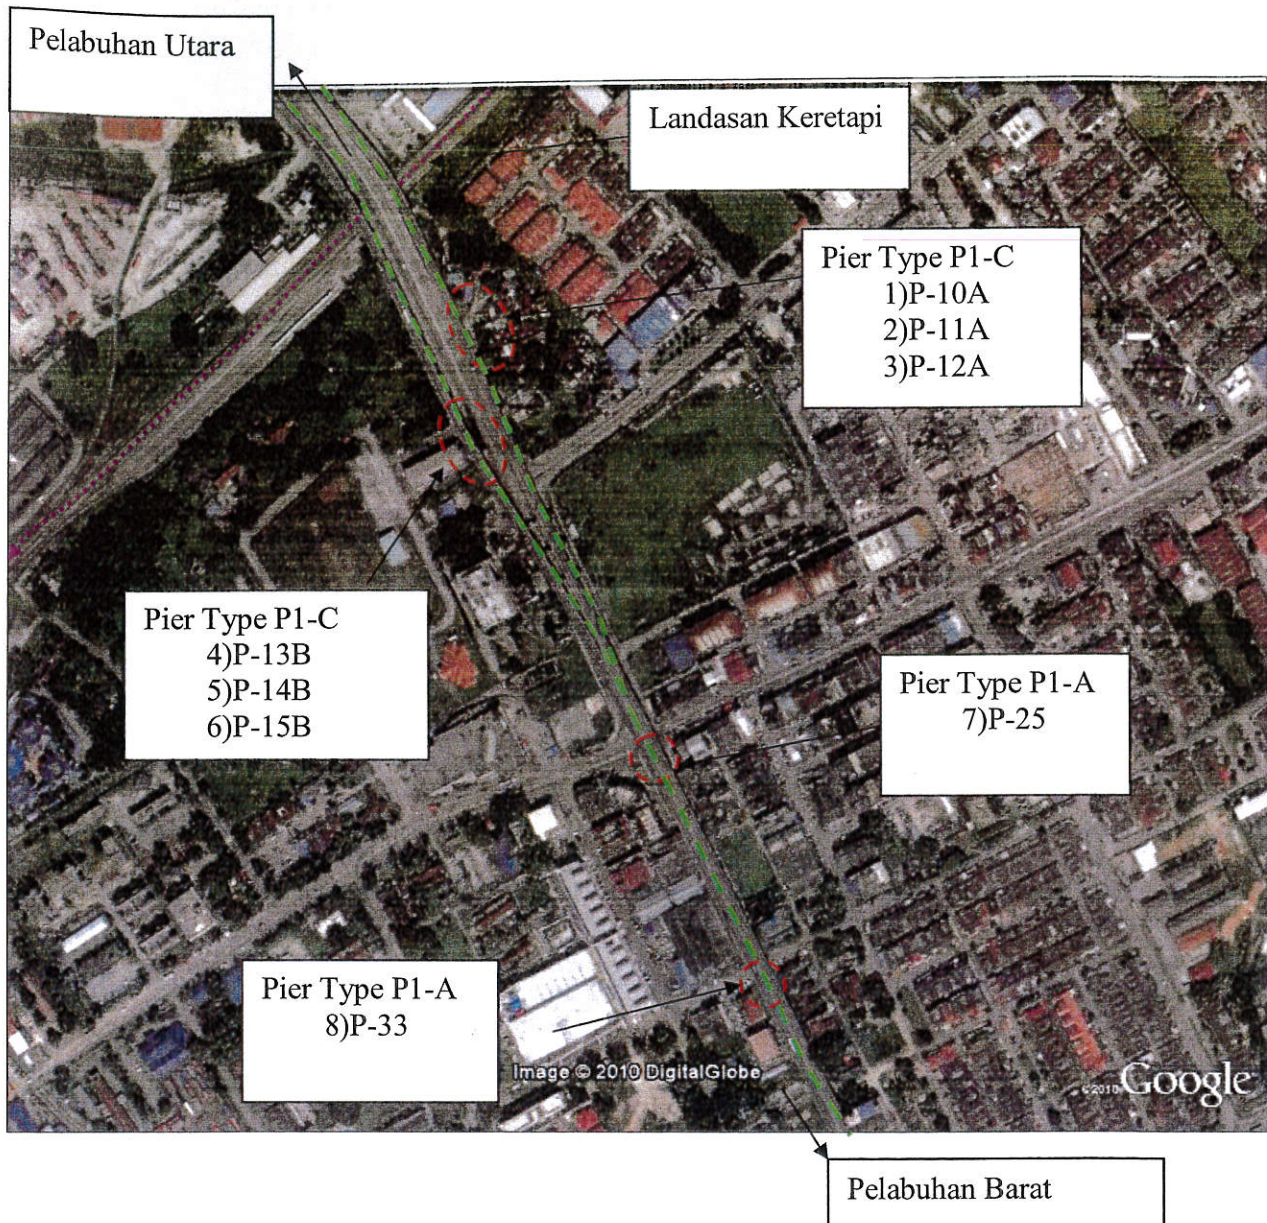 Pelabuhan Utara
Landasan Keretapi
Pier Type P1-C
1)P-10A
2)P-11A
3)P-12A
Pier Type P1-C
4)P-13B
5)P-14B
6)P-15B
Pier Type P1-A
7)P-25
Pier Type P1-A
8)P-33
Image © 2010 DigitalGlobe
©2010 Google
Pelabuhan Barat